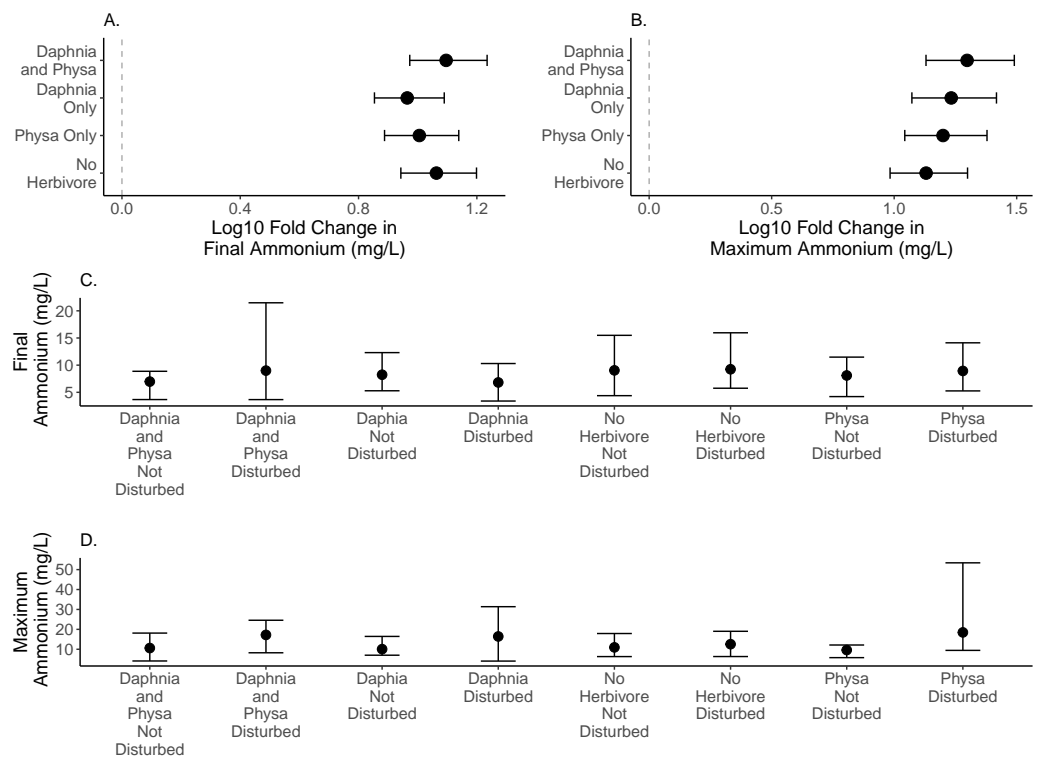 A.
Daphnia
and Physa
Daphnia
Only
Physa Only
No
Herbivore
0.0 0.4 0.8 1.2
Log10 Fold Change in
Final Ammonium (mg/L)
B.
Daphnia
and Physa
Daphnia
Only
Physa Only
No
Herbivore
0.0 0.5 1.0 1.5
Log10 Fold Change in
Maximum Ammonium (mg/L)
C.
Final
Ammonium (mg/L)
20
15
10
5
Daphnia
and
Physa
Not
Disturbed
Daphnia
and
Physa
Disturbed
Daphia
Not
Disturbed
Daphnia
Disturbed
No
Herbivore
Not
Disturbed
No
Herbivore
Disturbed
Physa
Not
Disturbed
Physa
Disturbed
D.
Maximum
Ammonium (mg/L)
50
40
30
20
10
Daphnia
and
Physa
Not
Disturbed
Daphnia
and
Physa
Disturbed
Daphia
Not
Disturbed
Daphnia
Disturbed
No
Herbivore
Not
Disturbed
No
Herbivore
Disturbed
Physa
Not
Disturbed
Physa
Disturbed